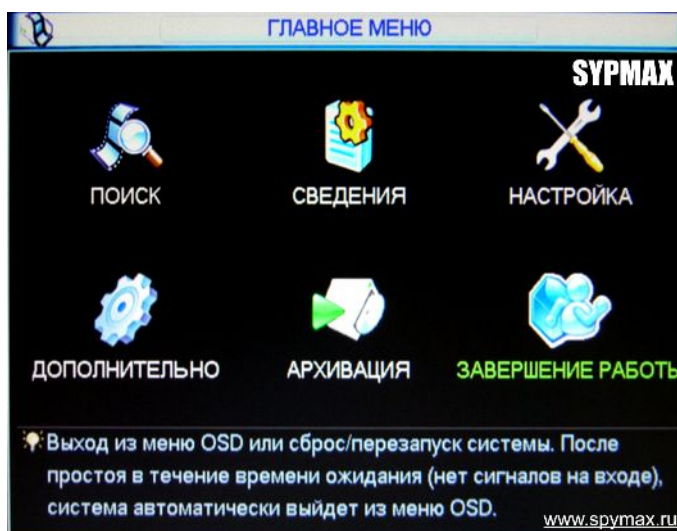 ГЛАВНОЕ МЕНЮ
SYPMAX
ПОИСК
СВЕДЕНИЯ
НАСТРОЙКА
ДОПОЛНИТЕЛЬНО
АРХИВАЦИЯ
ЗАВЕРШЕНИЕ РАБОТЫ
Выход из меню OSD или сброс/перезапуск системы. После
простоя в течение времени ожидания (нет сигналов на входе),
система автоматически выйдет из меню OSD.
www.spymax.ru